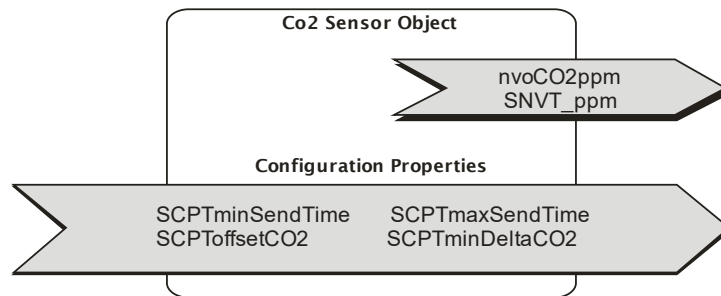 Co2 Sensor Object
nvoCO2ppm
SNVT_ppm
Configuration Properties
SCPTminSendTime SCPTmaxSendTime
SCPToffsetCO2 SCPTminDeltaCO2